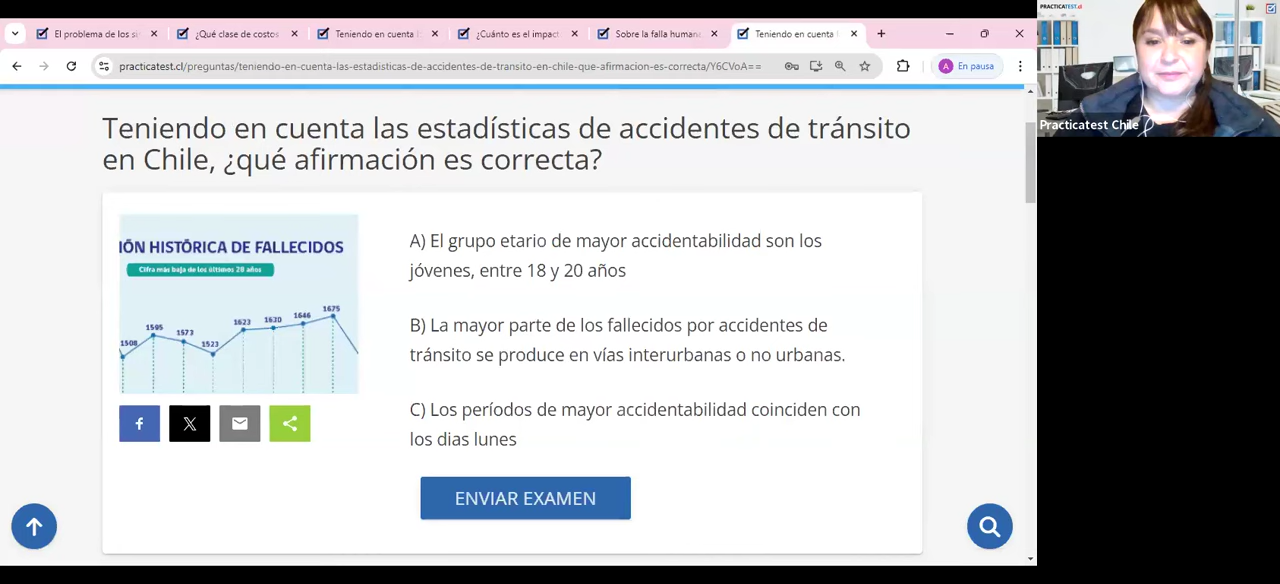 El problema de los si
¿Qué clase de costos
Teniendo en cuenta l
¿Cuánto es el impact
Sobre la falla humana
Teniendo en cuenta
practicatest.cl/preguntas/teniendo-en-cuenta-las-estadisticas-de-accidentes-de-transito-en-chile-que-afirmacion-es-correcta/Y6CVoA==
A
En pausa
PRACTICATEST.cl
Practicatest Chile
Teniendo en cuenta las estadísticas de accidentes de tránsito
en Chile, ¿qué afirmación es correcta?
IÓN HISTÓRICA DE FALLECIDOS
Cifra más baja de los últimos 28 años
1508
1595
1573
1523
1623
1620
1646
1675
A) El grupo etario de mayor accidentabilidad son los
jóvenes, entre 18 y 20 años
B) La mayor parte de los fallecidos por accidentes de
tránsito se produce en vías interurbanas o no urbanas.
C) Los períodos de mayor accidentabilidad coinciden con
los dias lunes
ENVIAR EXAMEN